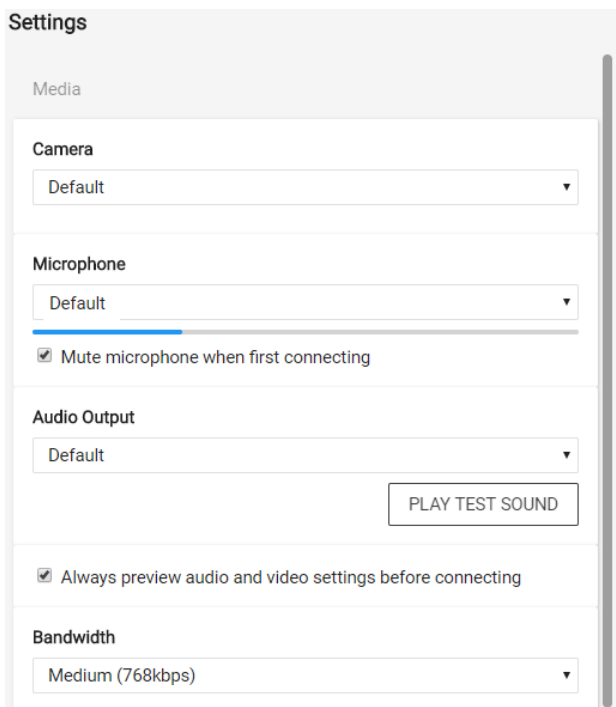 Settings
Media
Camera
Default
Microphone
Default
Mute microphone when first connecting
Audio Output
Default
PLAY TEST SOUND
Always preview audio and video settings before connecting
Bandwidth
Medium (768kbps)